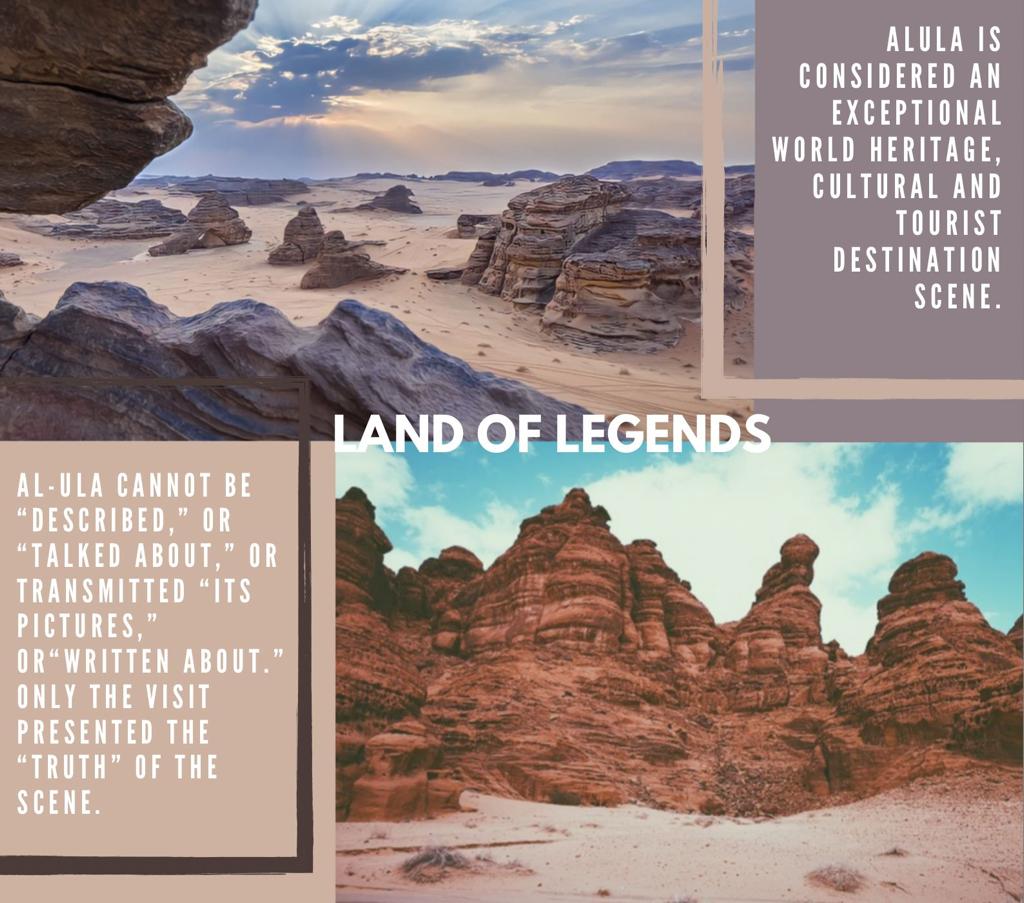 ALULA IS
CONSIDERED AN
EXCEPTIONAL
WORLD HERITAGE,
CULTURAL AND
TOURIST
DESTINATION
SCENE.
LAND OF LEGENDS
AL-ULA CANNOT BE
“DESCRIBED,” OR
“TALKED ABOUT,” OR
TRANSMITTED “ITS
PICTURES,”
OR“WRITTEN ABOUT.”
ONLY THE VISIT
PRESENTED THE
“TRUTH” OF THE
SCENE.